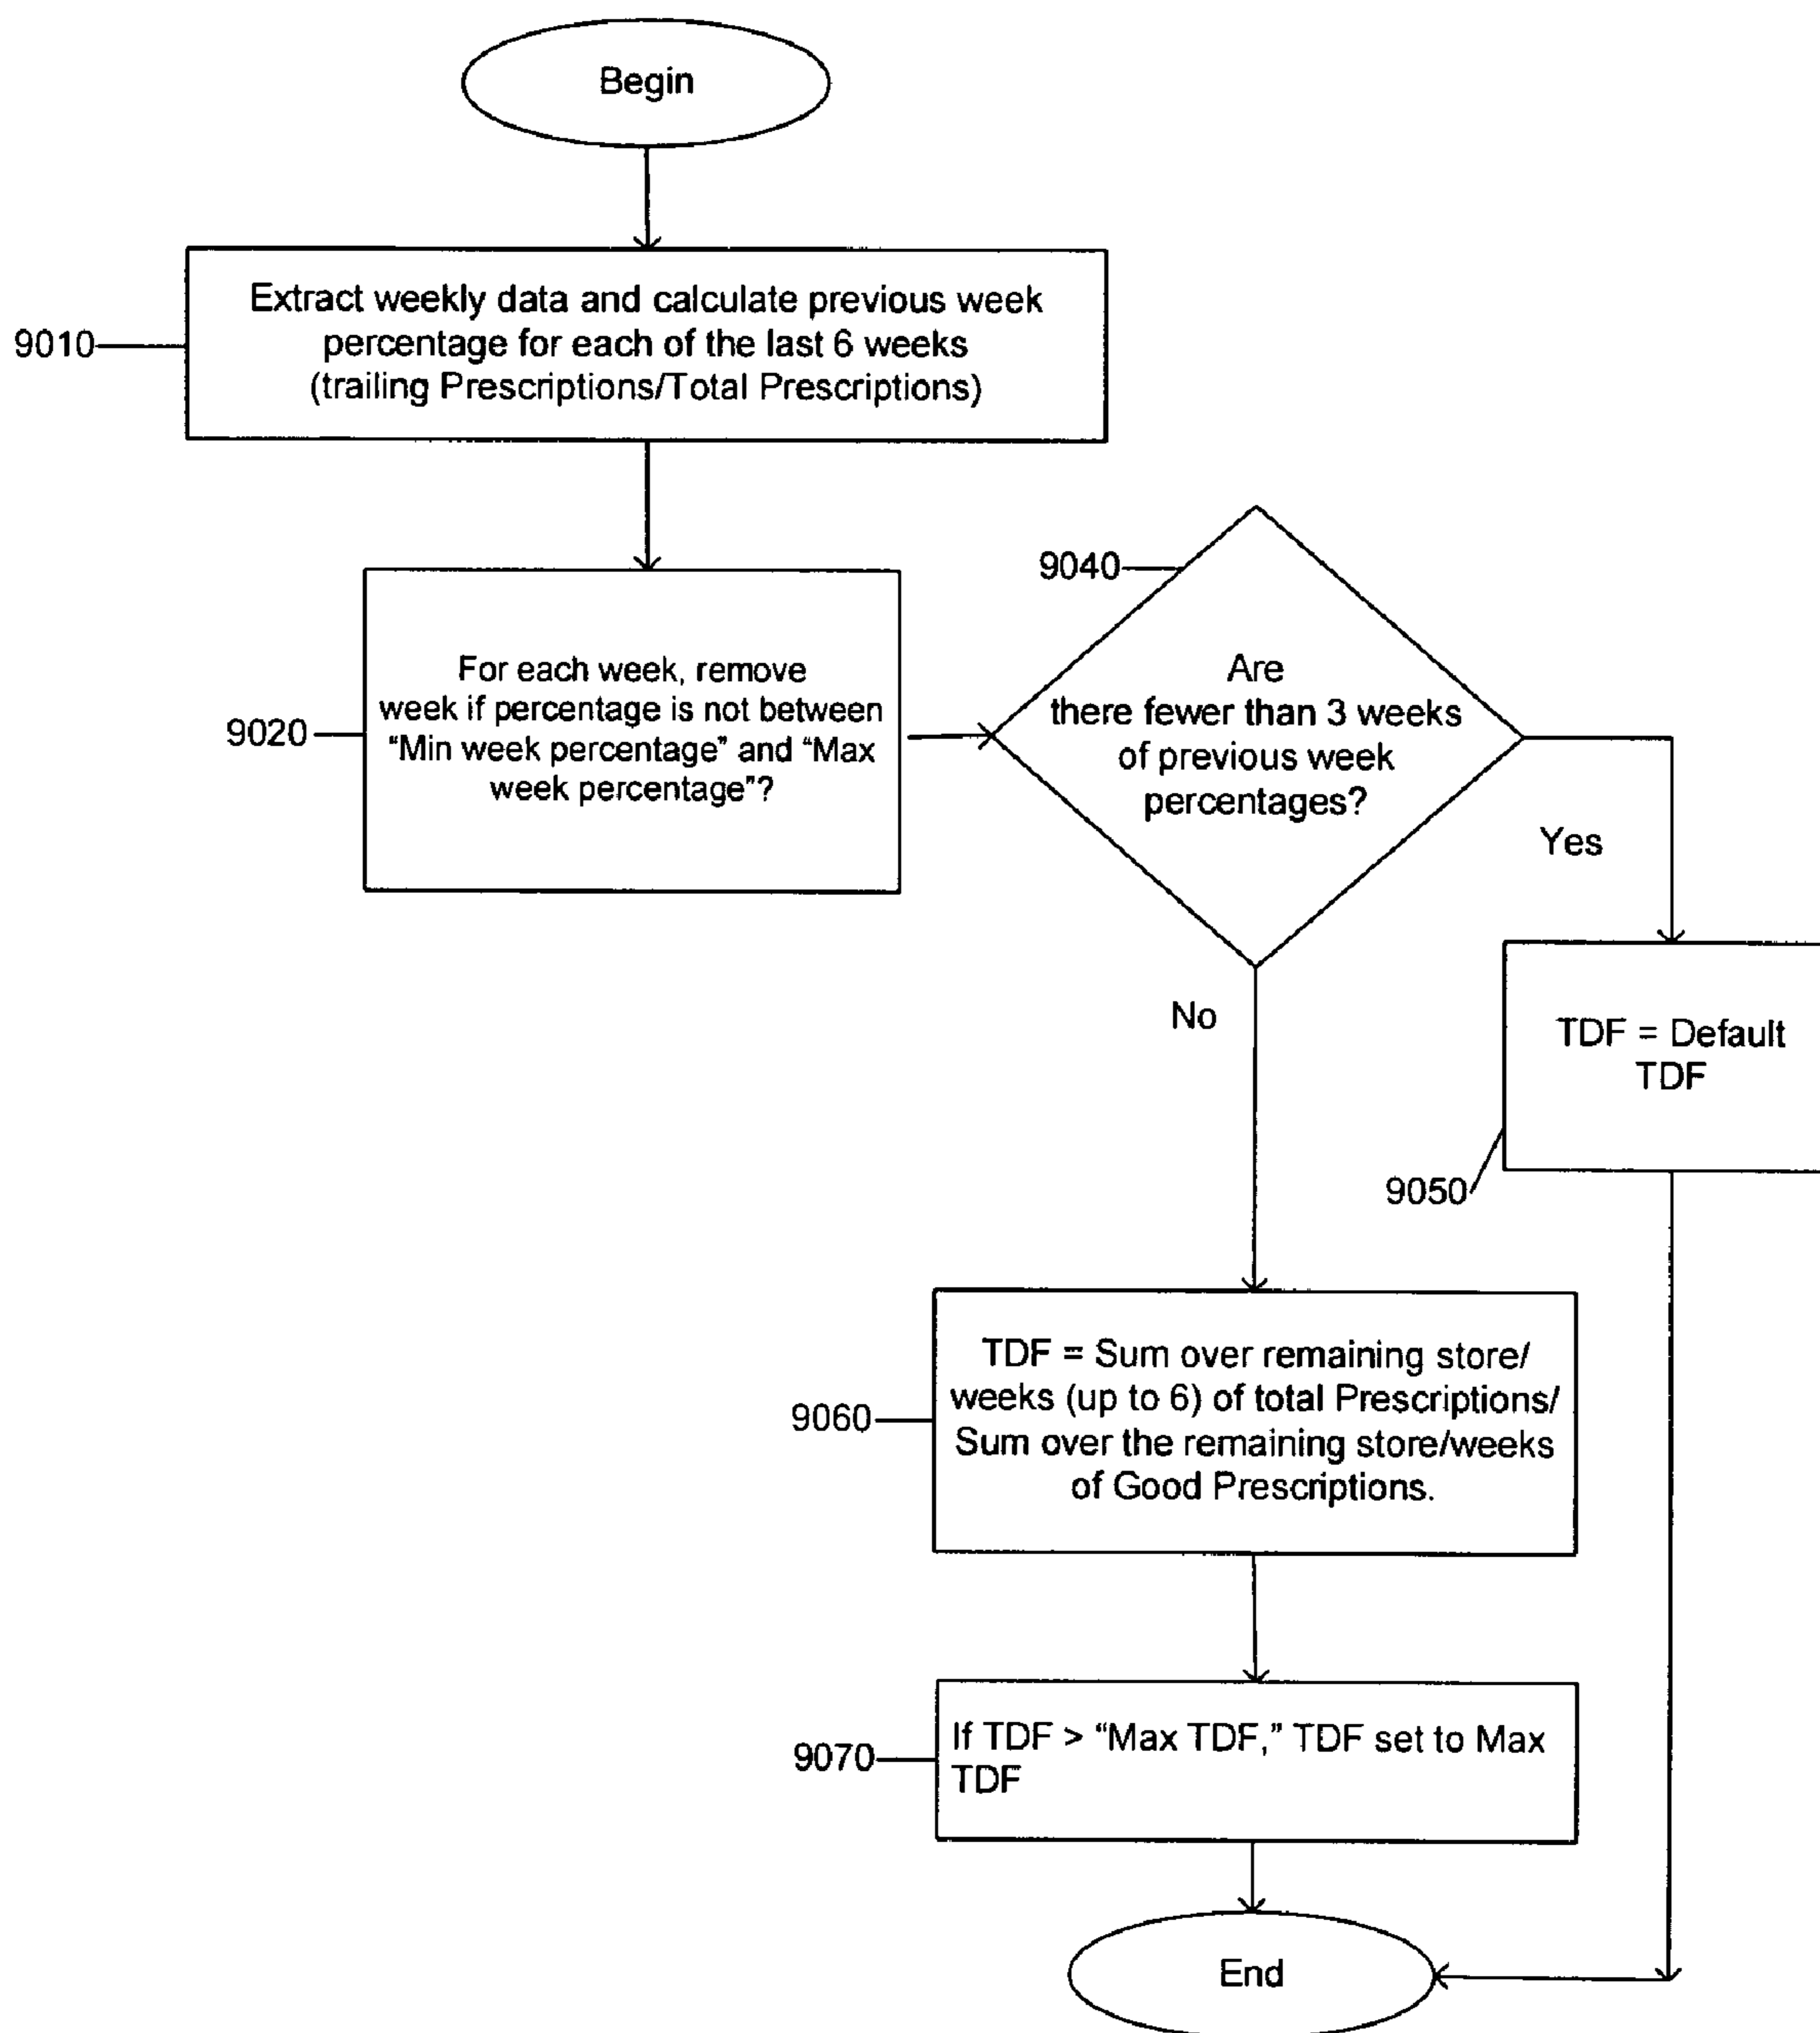 Begin
9010
Extract weekly data and calculate previous week
percentage for each of the last 6 weeks
(trailing Prescriptions/Total Prescriptions)
9020
For each week, remove
week if percentage is not between
“Min week percentage” and “Max
week percentage”?
9040
Are
there fewer than 3 weeks
of previous week
percentages?
Yes
No
TDF = Default
TDF
9050
9060
TDF = Sum over remaining store/
weeks (up to 6) of total Prescriptions/
Sum over the remaining store/weeks
of Good Prescriptions.
9070
If TDF > “Max TDF,” TDF set to Max
TDF
End